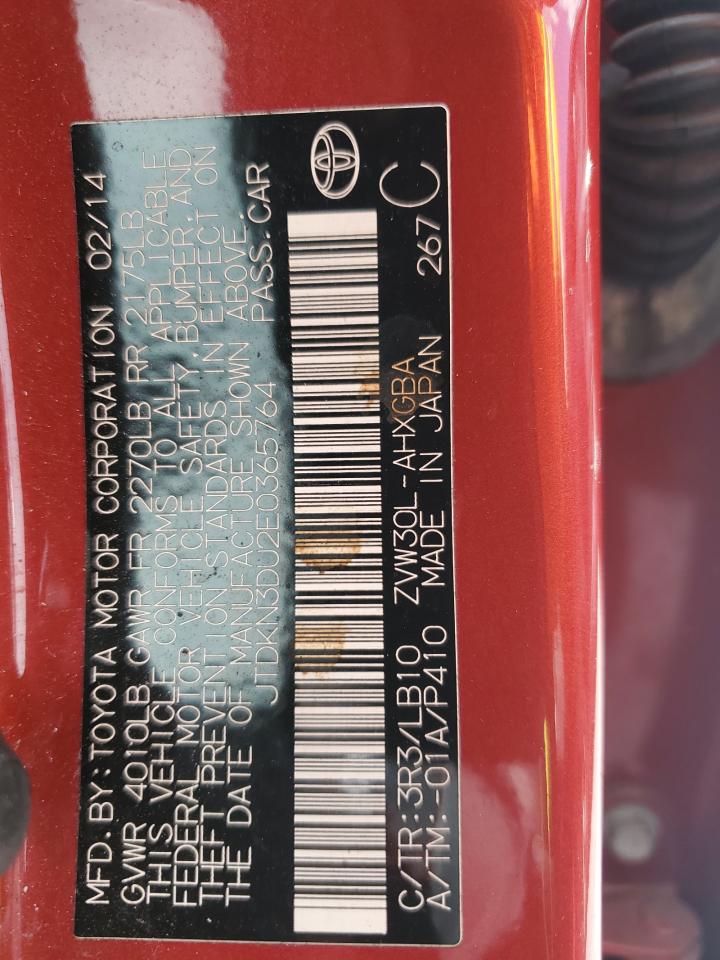 MFD.BY:TOYOTA MOTOR CORPORATION 02/14
GVWR 4010LB GAWR FR 2270LB RR 2175LB
THIS VEHICLE CONFORMS TO ALL APPLICABLE
FEDERAL MOTOR VEHICLE SAFETY,BUMPER,AND
THEFT PREVENTION STANDARDS IN EFFECT ON
THE DATE OF MANUFACTURE SHOWN ABOVE.
JTDKN3DU2E0365764 PASS.CAR
C/TR:3R3/LB10 ZVW30L-AHXGBA C
A/TM:-01A/P410 MADE IN JAPAN 267